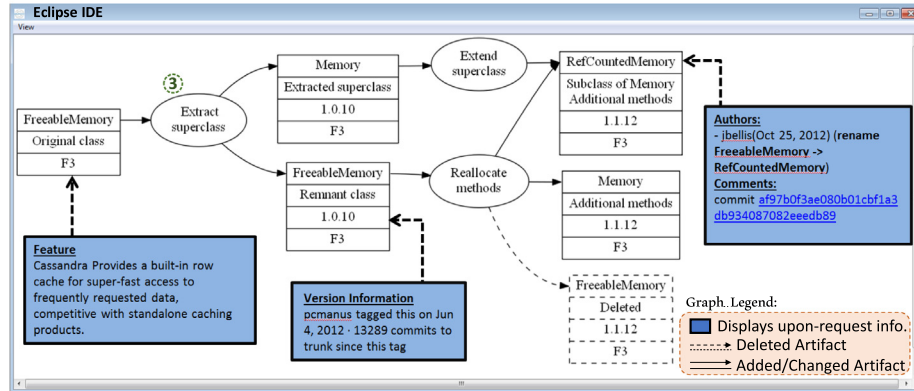 Eclipse IDE
View
3
FreeableMemory
Original class
F3
Extract
superclass
Memory
Extracted superclass
1.0.10
F3
FreeableMemory
Remnant class
1.0.10
F3
Extend
superclass
Reallocate
methods
RefCountedMemory
Subclass of Memory
Additional methods
1.1.12
F3
Memory
Additional methods
1.1.12
F3
FreeableMemory
Deleted
1.1.12
F3
Feature
Cassandra Provides a built-in row
cache for super-fast access to
frequently requested data,
competitive with standalone caching
products.
Version Information
pcmanus tagged this on Jun
4, 2012 · 13289 commits to
trunk since this tag
Authors:
- jbellis(Oct 25, 2012) (rename
FreeableMemory ->
RefCountedMemory)
Comments:
commit af97b0f3ae080b01cbf1a3
db934087082eeedb89
Graph Legend:
Displays upon-request info.
Deleted Artifact
Added/Changed Artifact